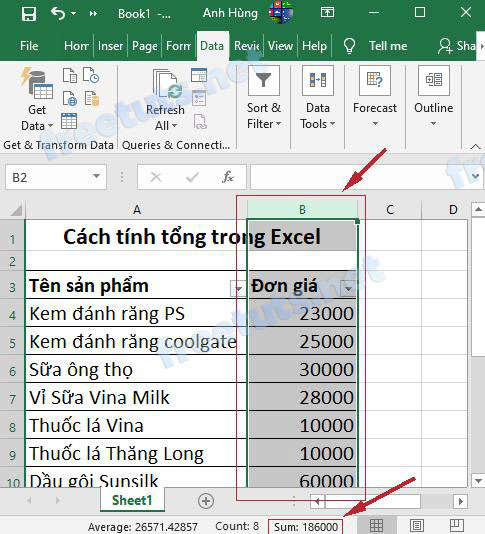 Book1 -... Anh Hùng
File Hom Inser Page Form Data Revie View Tell me Sha
Get Data Refresh All Sort & Filter Data Tools Forecast Outline
Get & Transform Data Queries & Connecti...
B2 fx
A B C D
1 Cách tính tổng trong Excel
2
3 Tên sản phẩm Đơn giá
4 Kem đánh răng PS 23000
5 Kem đánh răng coolgate 25000
6 Sữa ông thọ 30000
7 Vỉ Sữa Vina Milk 28000
8 Thuốc lá Vina 10000
9 Thuốc lá Thăng Long 10000
10 Dầu gội Sunsilk 60000
Sheet1
Average: 26571.42857 Count: 8 Sum: 186000
freetuts.net
freetuts.net